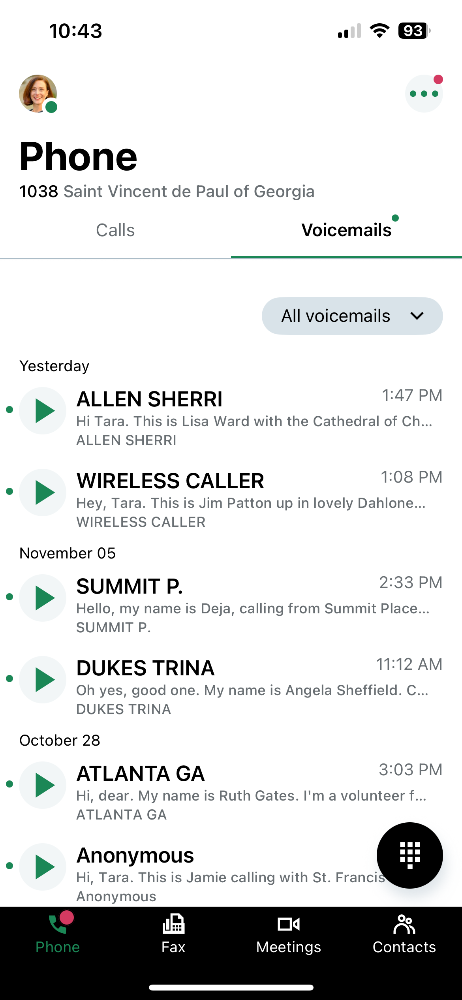 10:43
93
Phone
1038 Saint Vincent de Paul of Georgia
Calls
Voicemails
All voicemails
Yesterday
ALLEN SHERRI
1:47 PM
Hi Tara. This is Lisa Ward with the Cathedral of Ch...
ALLEN SHERRI
WIRELESS CALLER
1:08 PM
Hey, Tara. This is Jim Patton up in lovely Dahlone...
WIRELESS CALLER
November 05
SUMMIT P.
2:33 PM
Hello, my name is Deja, calling from Summit Place...
SUMMIT P.
DUKES TRINA
11:12 AM
Oh yes, good one. My name is Angela Sheffield. C...
DUKES TRINA
October 28
ATLANTA GA
3:03 PM
Hi, dear. My name is Ruth Gates. I'm a volunteer f...
ATLANTA GA
Anonymous
Hi, Tara. This is Jamie calling with St. Francis
Anonymous
Phone
Fax
Meetings
Contacts